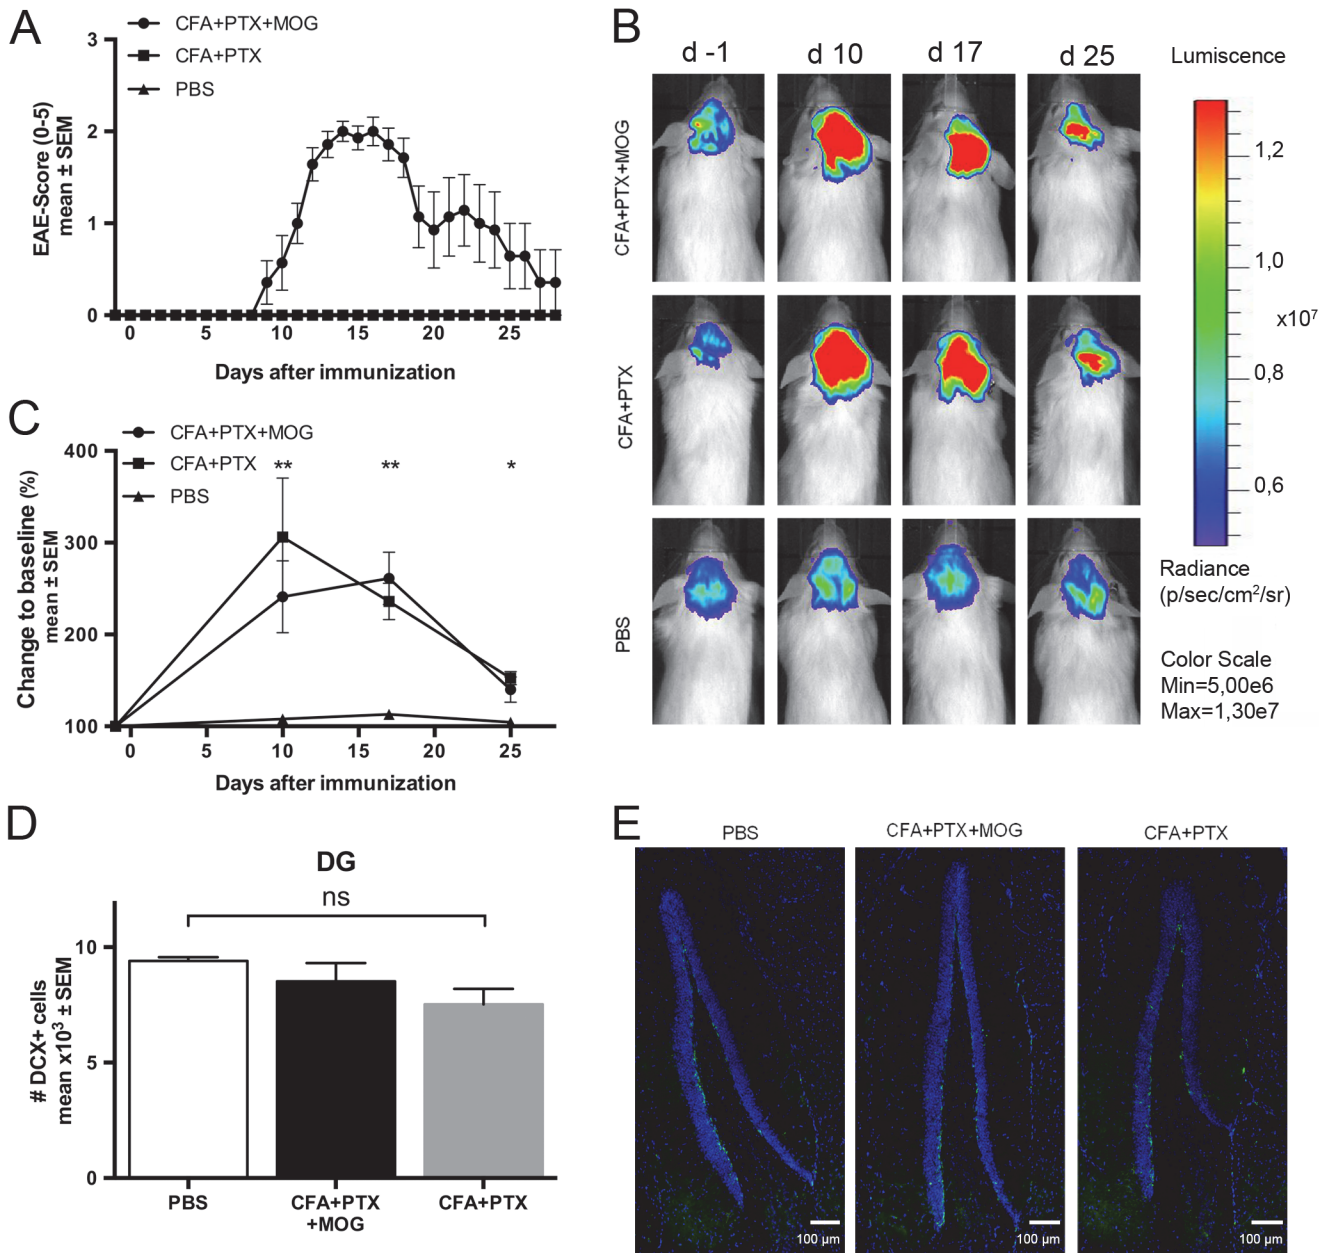 A
CFA+PTX+MOG
CFA+PTX
PBS
EAE-Score (0-5)
mean ± SEM
3
2
1
0
0 5 10 15 20 25
Days after immunization
B
d -1 d 10 d 17 d 25
CFA+PTX+MOG
CFA+PTX
PBS
Lumiscence
1,2
1,0
x10⁷
0,8
0,6
Radiance
(p/sec/cm²/sr)
Color Scale
Min=5,00e6
Max=1,30e7
C
CFA+PTX+MOG
CFA+PTX
PBS
Change to baseline (%)
mean ± SEM
400
300
200
100
** ** *
0 5 10 15 20 25
Days after immunization
D
DG
ns
# DCX+ cells
mean x10³ ± SEM
10
5
0
PBS CFA+PTX CFA+PTX
+MOG
E
PBS CFA+PTX+MOG CFA+PTX
100 µm 100 µm 100 µm